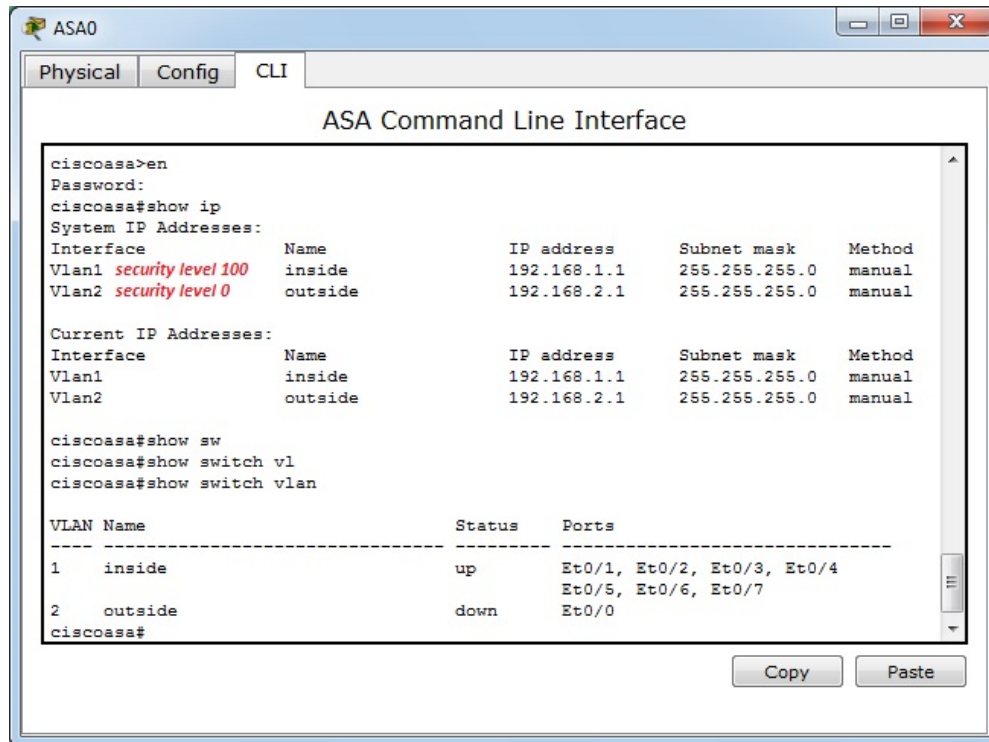 ASA0
Physical Config CLI
ASA Command Line Interface
ciscoasa>en
Password:
ciscoasa#show ip
System IP Addresses:
Interface Name IP address Subnet mask Method
Vlan1 security level 100 inside 192.168.1.1 255.255.255.0 manual
Vlan2 security level 0 outside 192.168.2.1 255.255.255.0 manual
Current IP Addresses:
Interface Name IP address Subnet mask Method
Vlan1 inside 192.168.1.1 255.255.255.0 manual
Vlan2 outside 192.168.2.1 255.255.255.0 manual
ciscoasa#show sw
ciscoasa#show switch vl
ciscoasa#show switch vlan
VLAN Name Status Ports
---- -------------------------------- --------- -------------------------------
1 inside up Et0/1, Et0/2, Et0/3, Et0/4
Et0/5, Et0/6, Et0/7
2 outside down Et0/0
ciscoasa#
Copy Paste